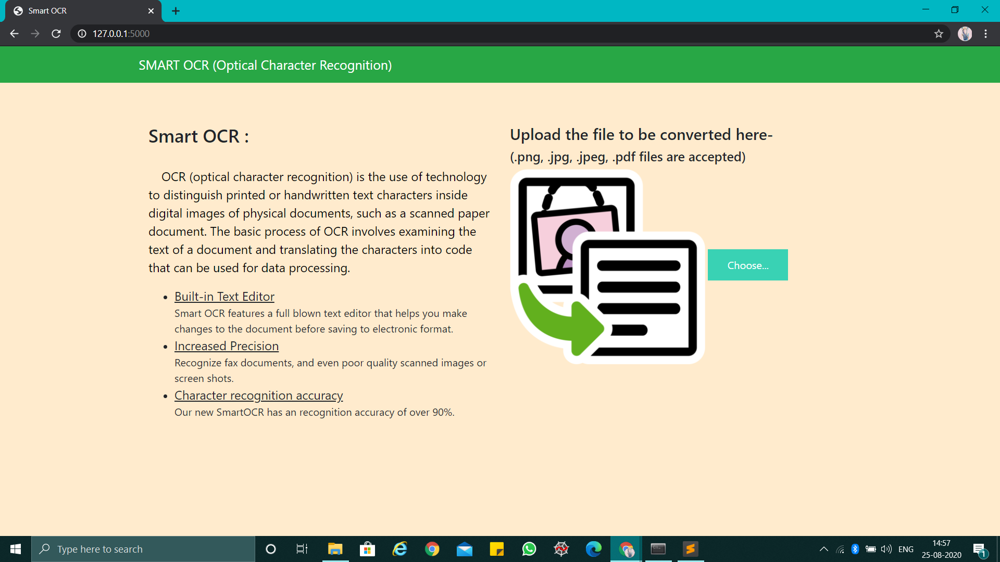 Smart OCR
127.0.0.1:5000
SMART OCR (Optical Character Recognition)
Smart OCR :
OCR (optical character recognition) is the use of technology
to distinguish printed or handwritten text characters inside
digital images of physical documents, such as a scanned paper
document. The basic process of OCR involves examining the
text of a document and translating the characters into code
that can be used for data processing.
• Built-in Text Editor
Smart OCR features a full blown text editor that helps you make
changes to the document before saving to electronic format.
• Increased Precision
Recognize fax documents, and even poor quality scanned images or
screen shots.
• Character recognition accuracy
Our new SmartOCR has an recognition accuracy of over 90%.
Upload the file to be converted here-
(.png, .jpg, .jpeg, .pdf files are accepted)
Choose...
Type here to search
ENG
14:57
25-08-2020
1